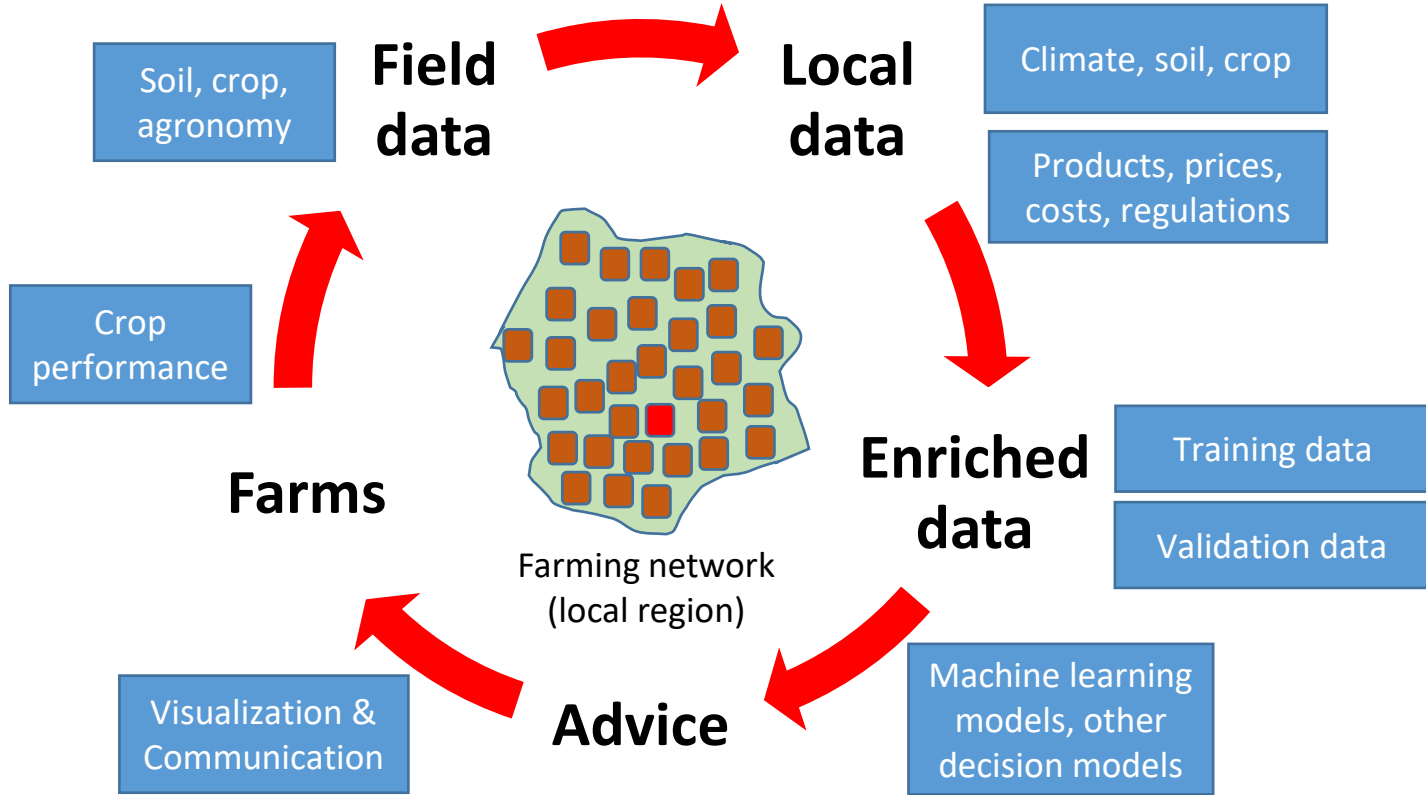 Soil, crop,
agronomy
Field
data
Local
data
Climate, soil, crop
Products, prices,
costs, regulations
Crop
performance
Farms
Enriched
data
Training data
Validation data
Farming network
(local region)
Visualization &
Communication
Advice
Machine learning
models, other
decision models